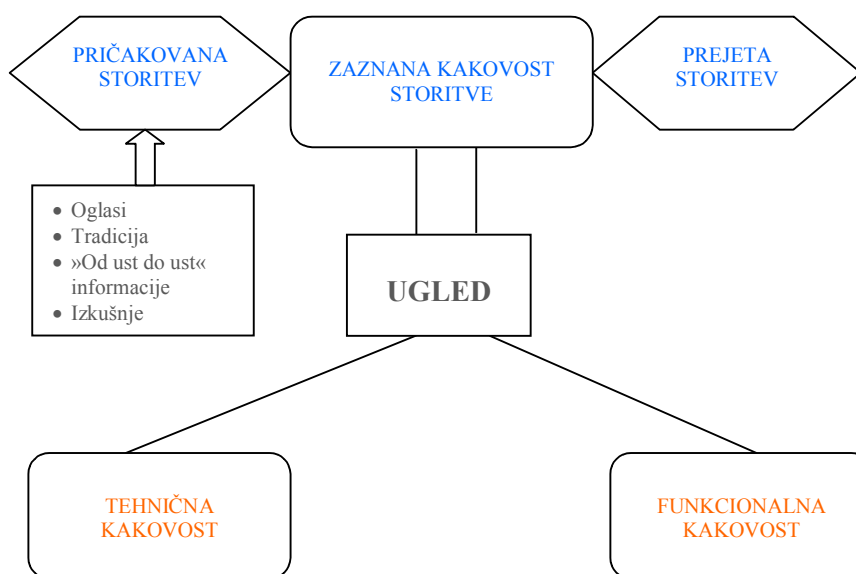 PRIČAKOVANA
STORITEV
ZAZNANA KAKOVOST
STORITVE
PREJETA
STORITEV
• Oglasi
• Tradicija
• »Od ust do ust«
informacije
• Izkušnje
UGLED
TEHNIČNA
KAKOVOST
FUNKCIONALNA
KAKOVOST